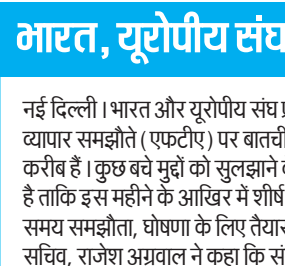 भारत, यूरोपीय संघ
नई दिल्ली। भारत और यूरोपीय संघ
व्यापार समझौते (एफटीए) पर बातची
करीब हैं। कुछ बचे मुद्दों को सुलझाने
है ताकि इस महीने के आखिर में शीर्ष
समय समझौता, घोषणा के लिए तैयार
सचिव, राजेश अग्रवाल ने कहा कि सं